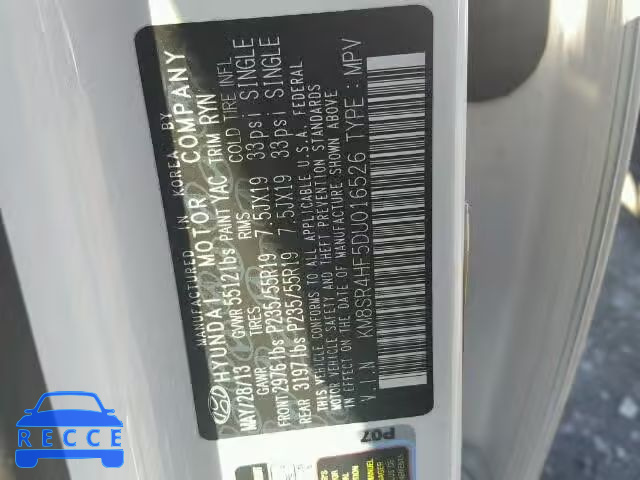 MANUFACTURED IN KOREA BY
HYUNDAI MOTOR COMPANY
MAY/28/13 GVWR 5512lbs PAINT YAC TRIM RYN
GAWR TIRES RIMS COLD TIRE INFL.
FRONT 2976lbs P235/55R19 7.5JX19 33psi SINGLE
REAR 3197lbs P235/55R19 7.5JX19 33psi SINGLE
THIS VEHICLE CONFORMS TO ALL APPLICABLE U.S.A. FEDERAL
MOTOR VEHICLE SAFETY AND BUMPER STANDARDS
IN EFFECT ON THE DATE OF MANUFACTURE SHOWN ABOVE
V.I.N KM8SR4HF5DU016526 TYPE : MPV
P07
RECCE